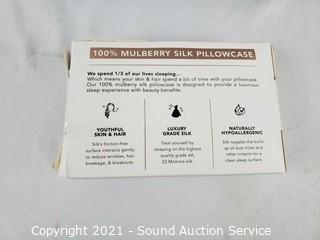 100% MULBERRY SILK PILLOWCASE
We spend 1/3 of our lives sleeping...
Which means your skin & hair spend a lot of time with your pillowcase.
Our 100% mulberry silk pillowcase is designed to provide a luxurious
sleep experience with beauty benefits.
YOUTHFUL
SKIN & HAIR
Silk's friction-free
surface interacts gently
to reduce wrinkles, hair
breakage, & breakouts.
LUXURY
GRADE SILK
Treat yourself by
sleeping on the highest
quality grade 6A,
22-Momme silk.
NATURALLY
HYPOALLERGENIC
Silk negates the build
up of dust-mites and
other irritants for a
clean sleep surface.
Copyright 2021 - Sound Auction Service